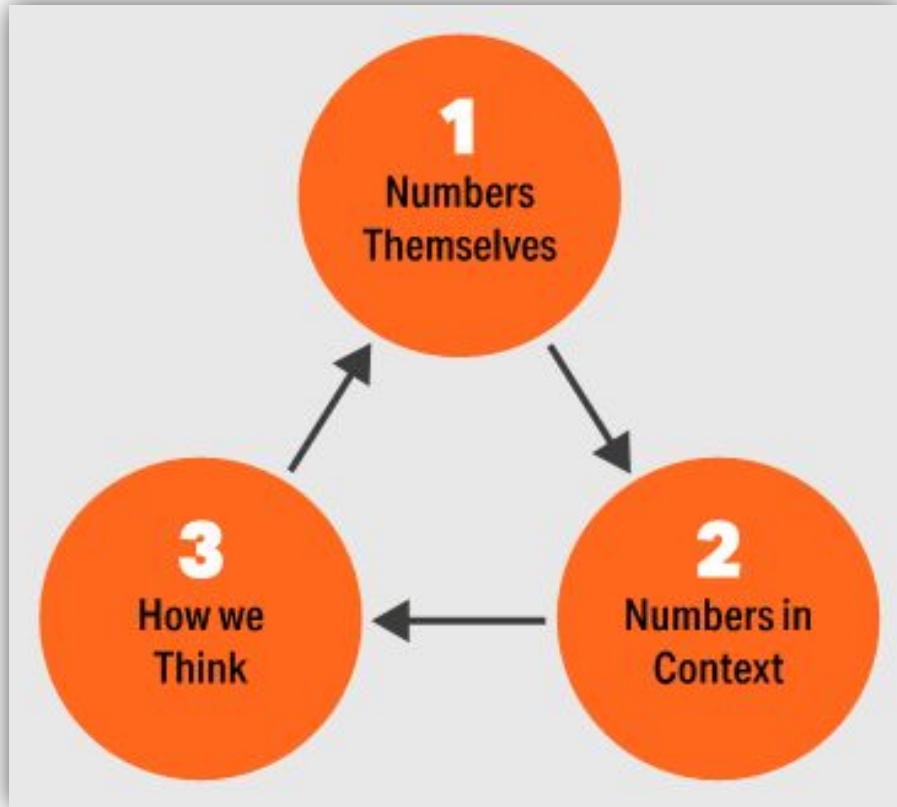 1
Numbers
Themselves
2
Numbers in
Context
3
How we
Think